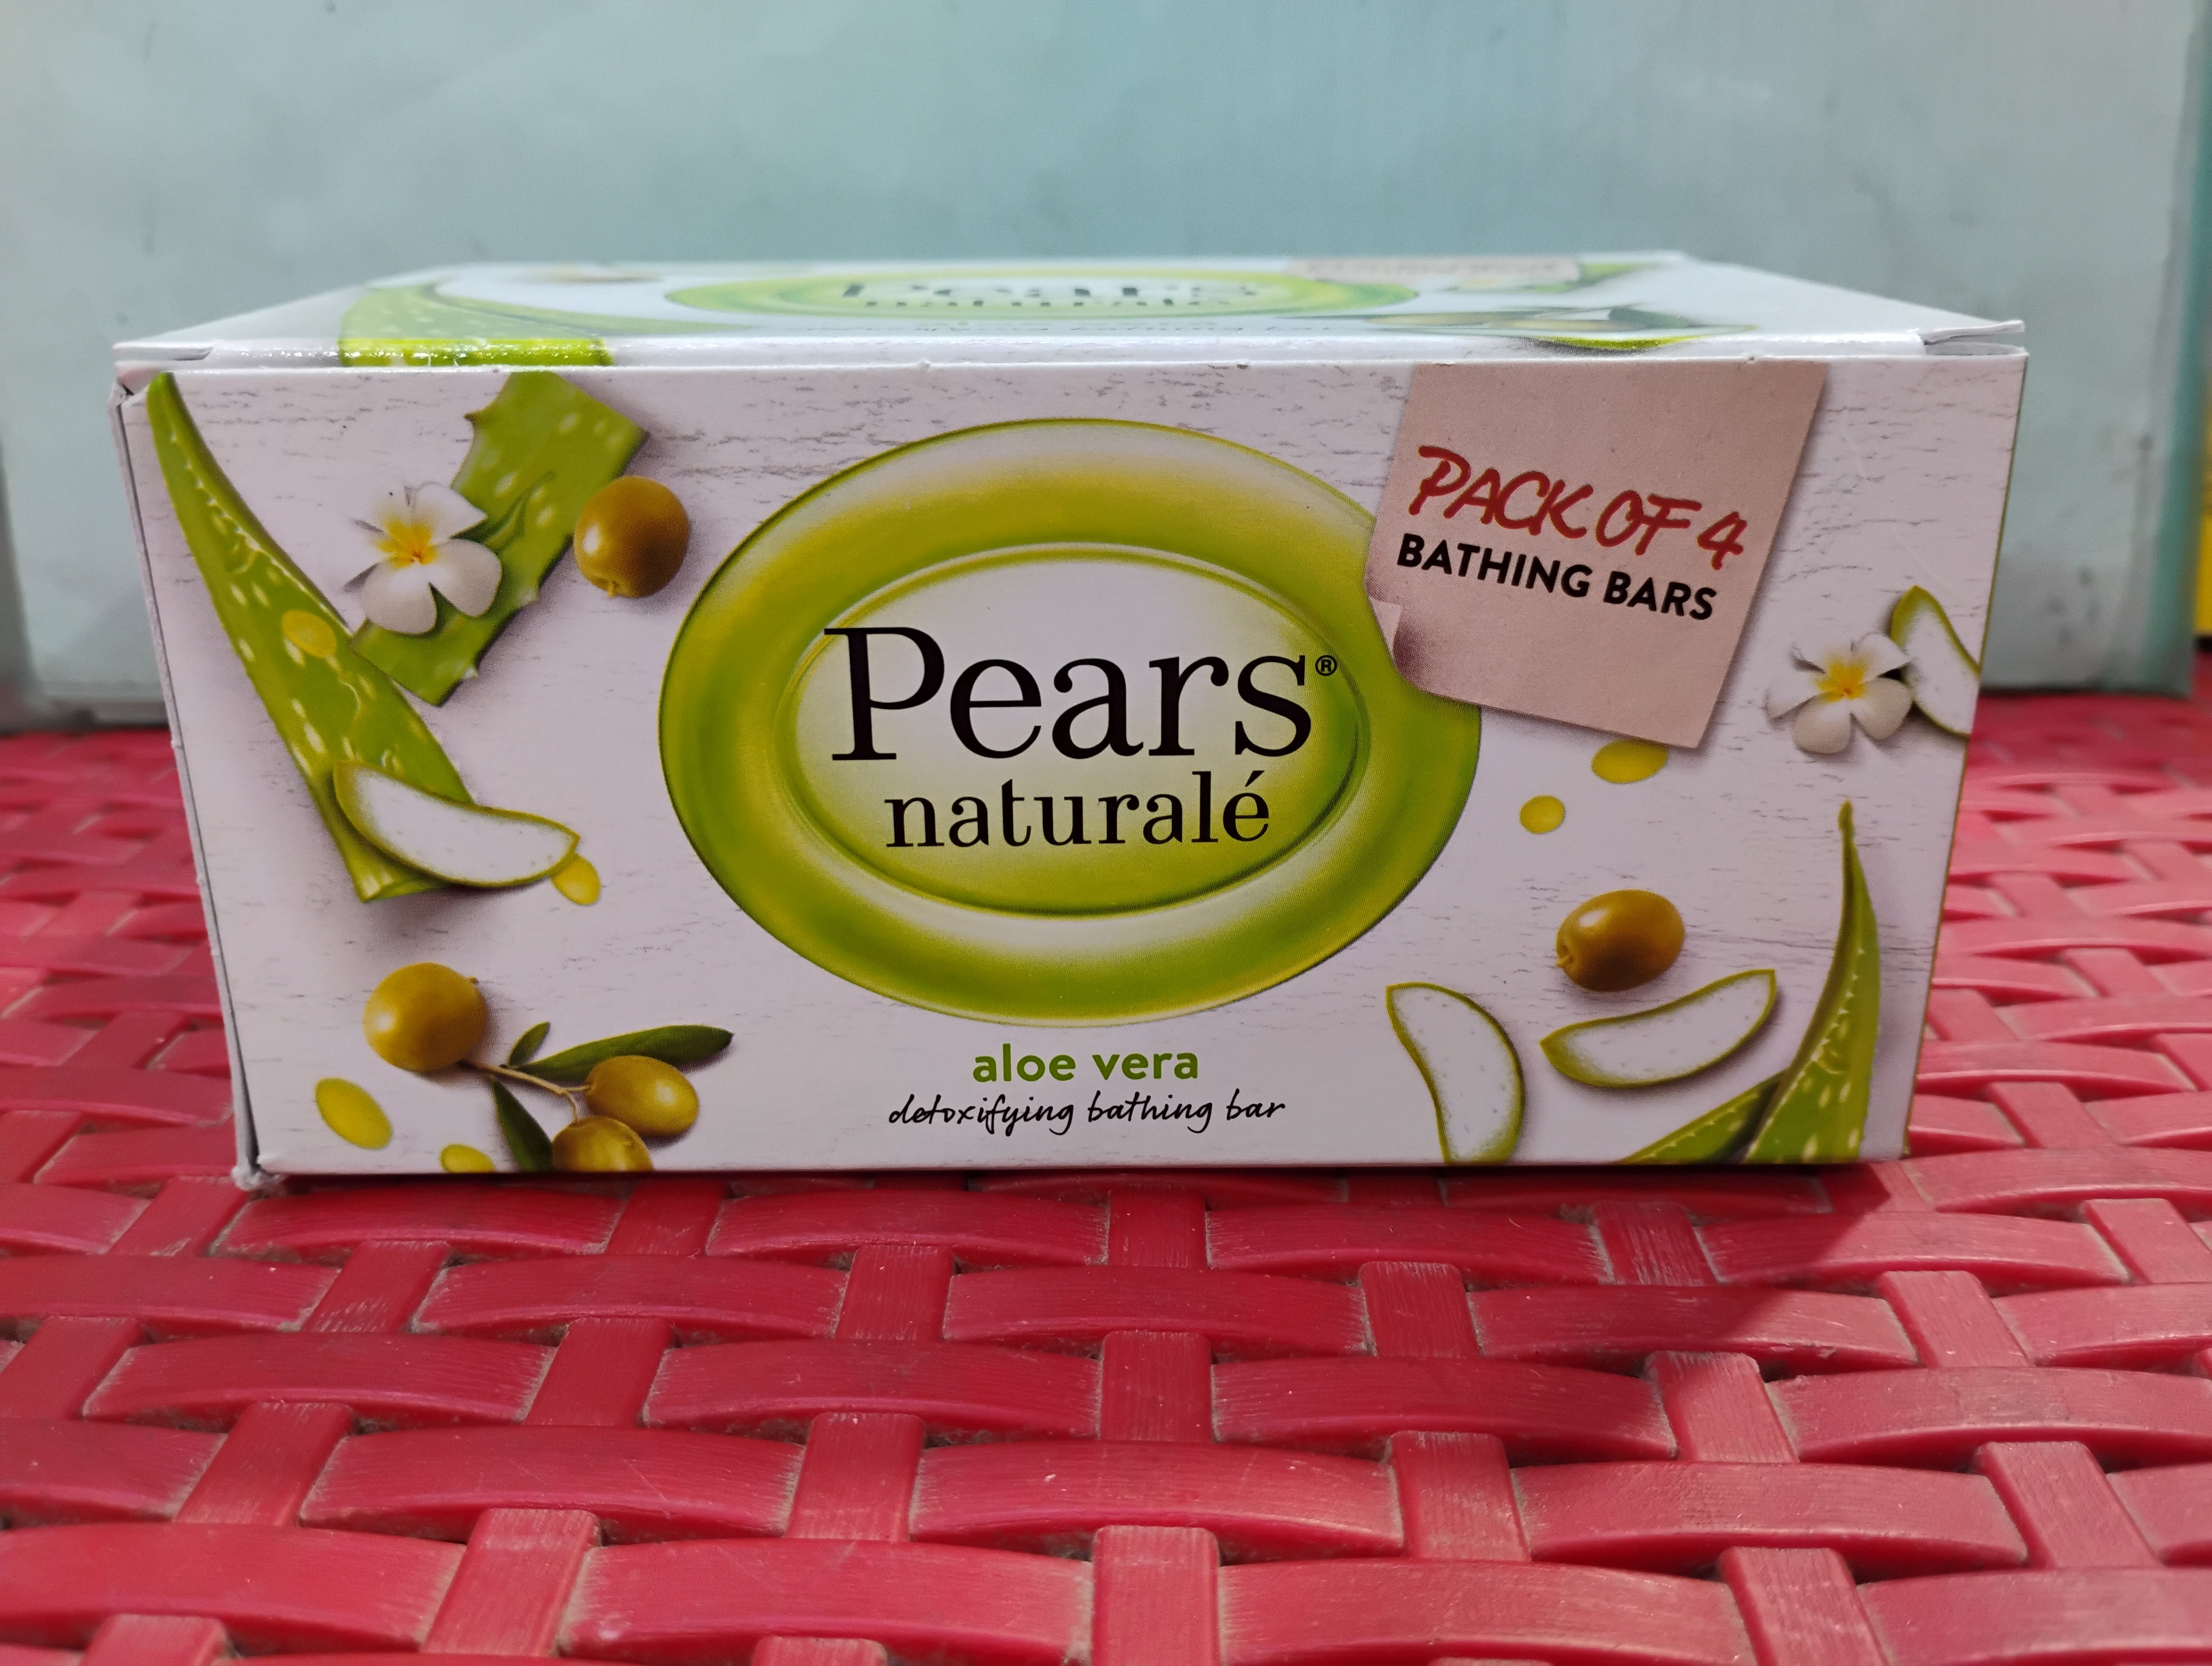 Pears®
naturalé
PACK OF 4
BATHING BARS
aloe vera
detoxifying bathing bar